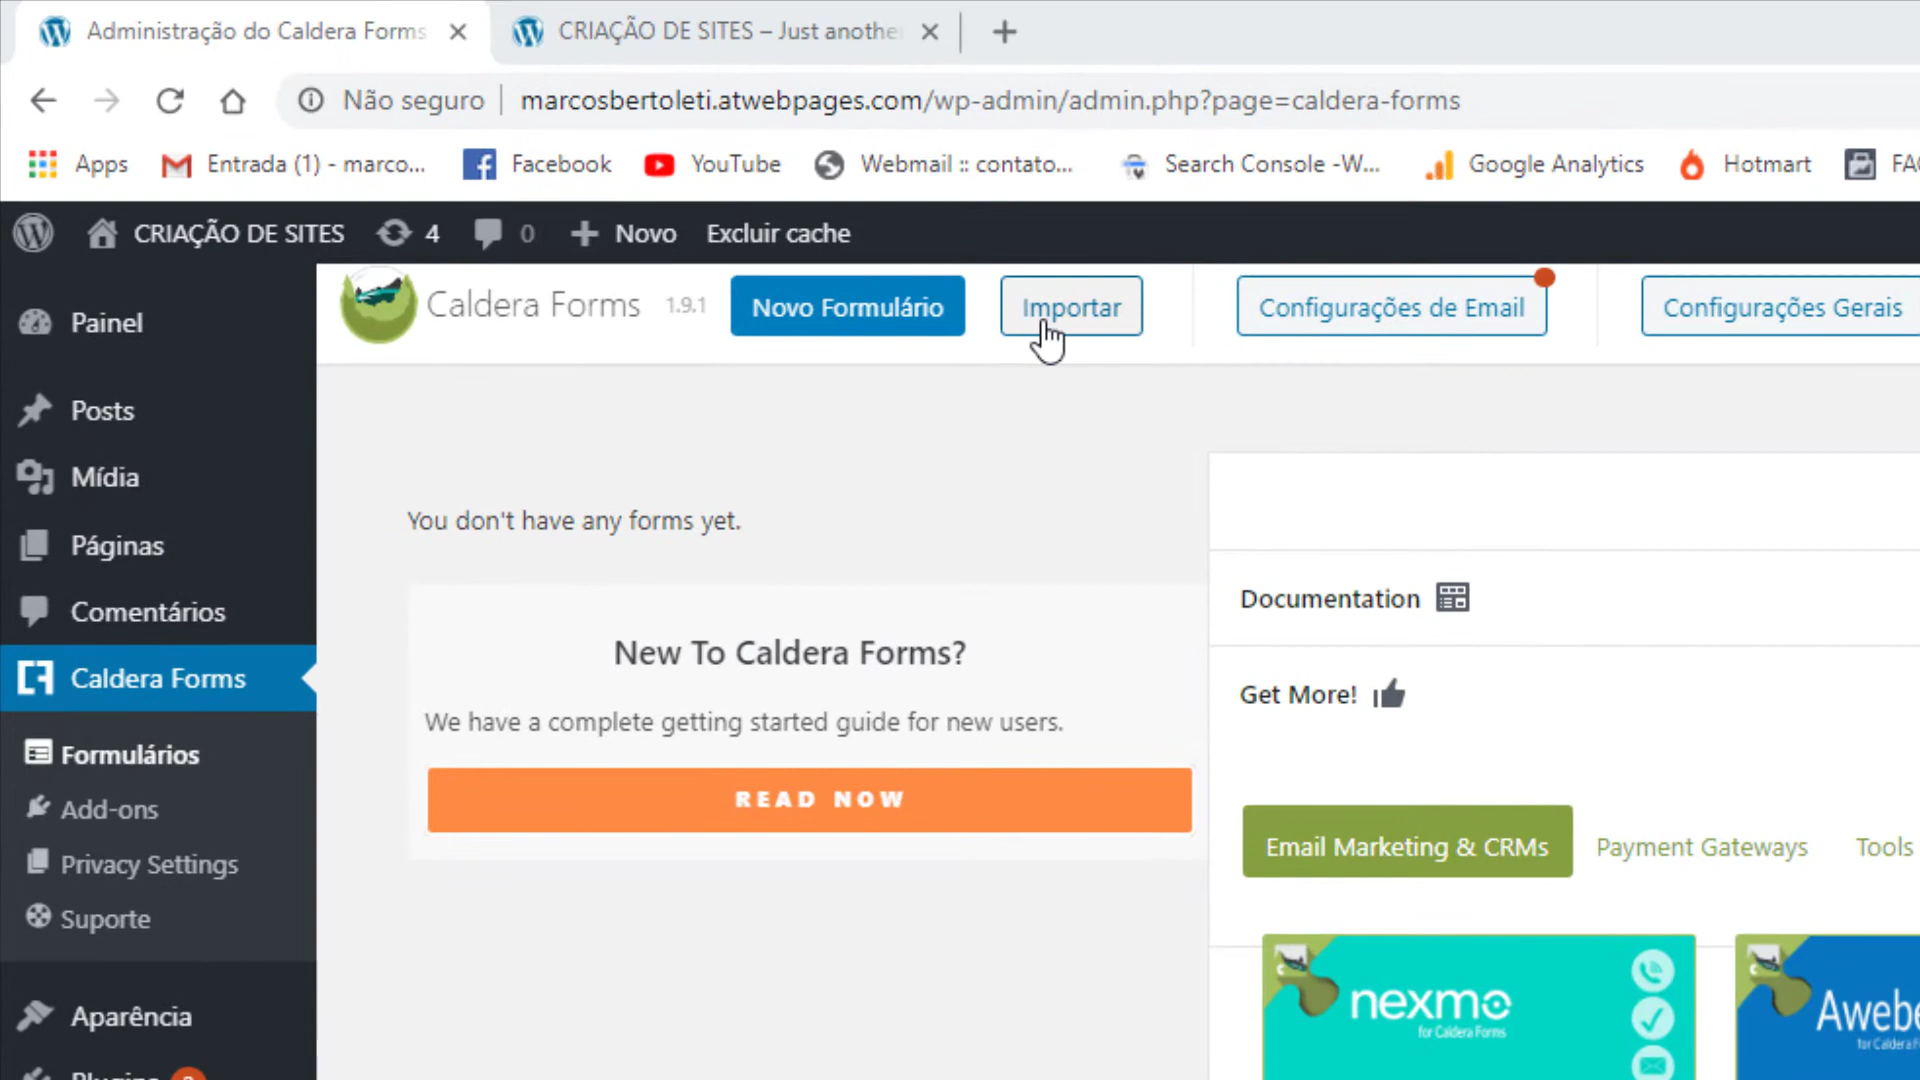 Administração do Caldera Forms
CRIAÇÃO DE SITES – Just anothe
Não seguro
marcosbertoleti.atwebpages.com/wp-admin/admin.php?page=caldera-forms
Apps
Entrada (1) - marco...
Facebook
YouTube
Webmail :: contato...
Search Console -W...
Google Analytics
Hotmart
FA
CRIAÇÃO DE SITES
4
0
Novo
Excluir cache
Caldera Forms 1.9.1
Novo Formulário
Importar
Configurações de Email
Configurações Gerais
Painel
Posts
Mídia
Páginas
Comentários
Caldera Forms
Formulários
Add-ons
Privacy Settings
Suporte
Aparência
You don't have any forms yet.
New To Caldera Forms?
We have a complete getting started guide for new users.
READ NOW
Documentation
Get More!
Email Marketing & CRMs
Payment Gateways
Tools
nexmo
for Caldera Forms
Awebe
for Caldera F